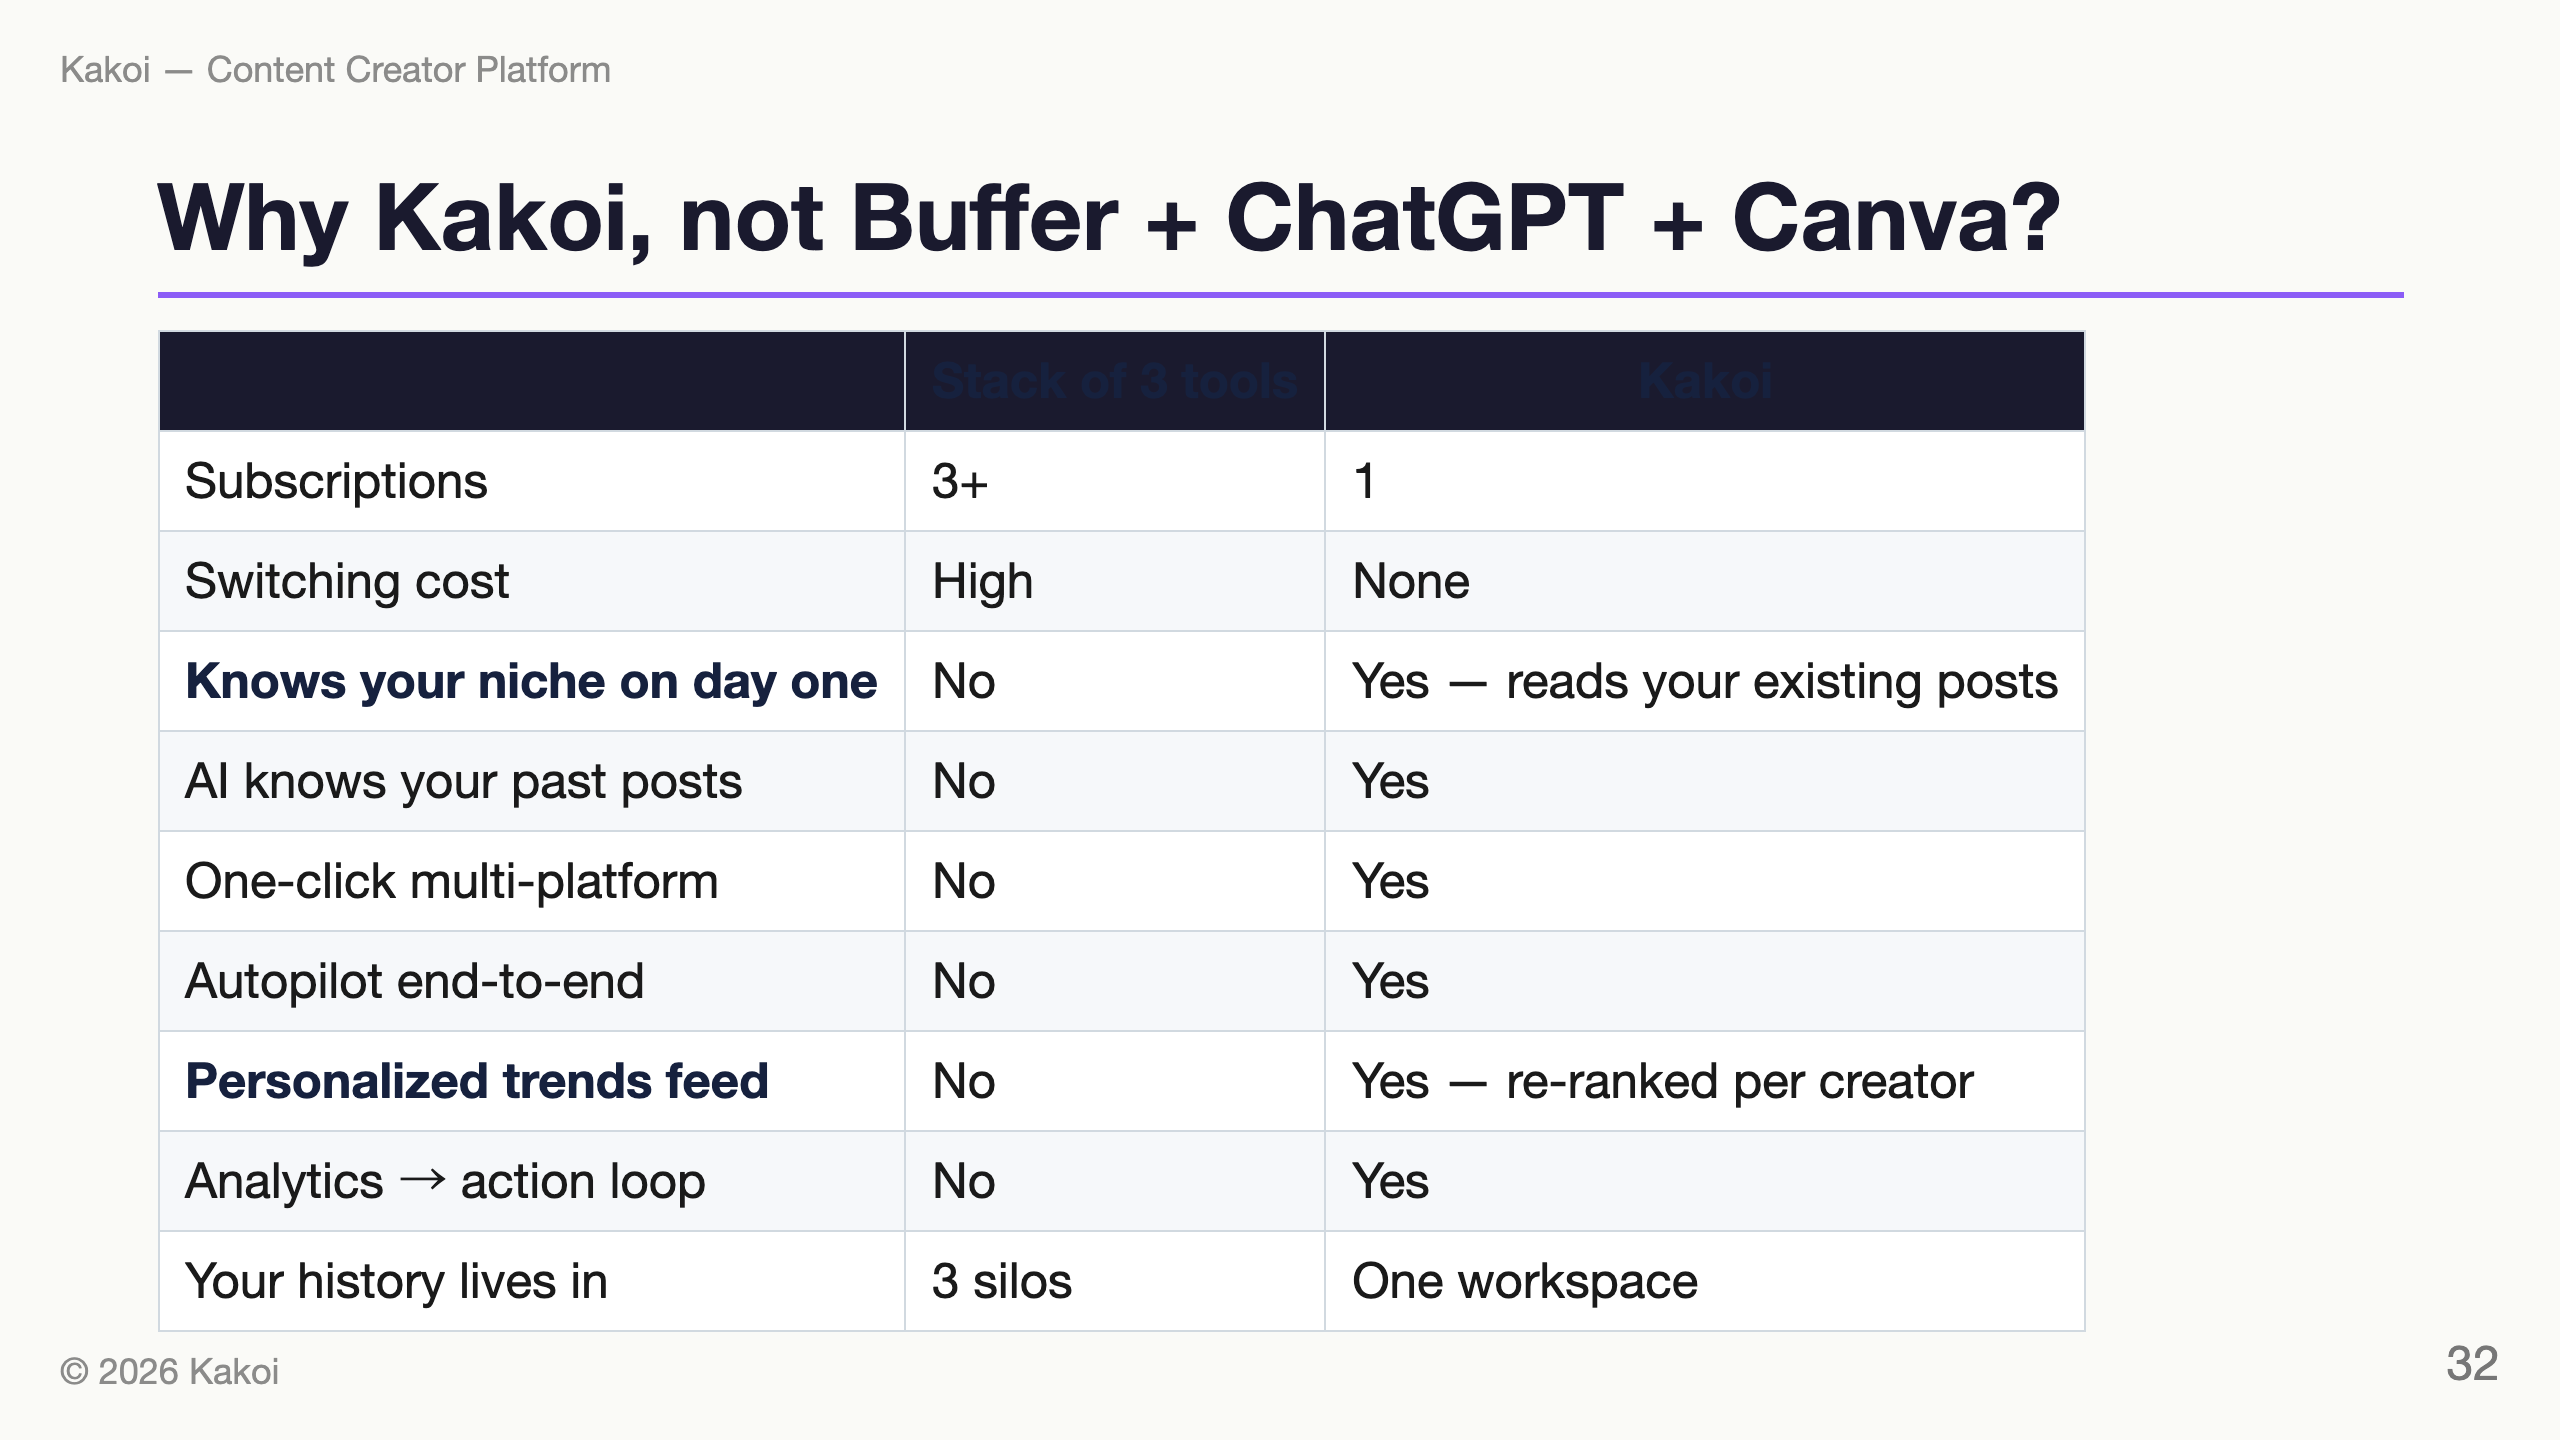 Kakoi — Content Creator Platform
Why Kakoi, not Buffer + ChatGPT + Canva?
Stack of 3 tools Kakoi
Subscriptions 3+ 1
Switching cost High None
Knows your niche on day one No Yes — reads your existing posts
AI knows your past posts No Yes
One-click multi-platform No Yes
Autopilot end-to-end No Yes
Personalized trends feed No Yes — re-ranked per creator
Analytics → action loop No Yes
Your history lives in 3 silos One workspace
© 2026 Kakoi
32